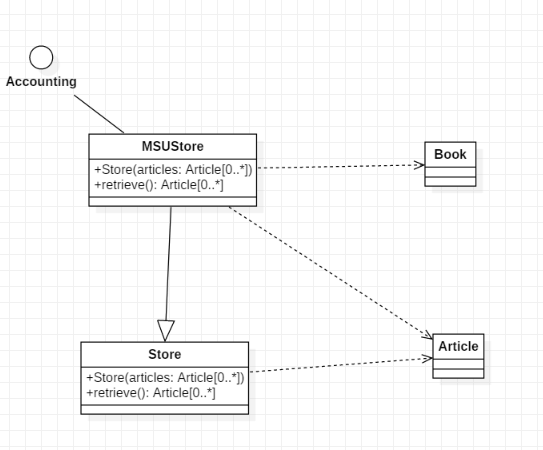 Accounting
MSUStore
+Store(articles: Article[0..*])
+retrieve(): Article[0..*]
Book
Store
+Store(articles: Article[0..*])
+retrieve(): Article[0..*]
Article